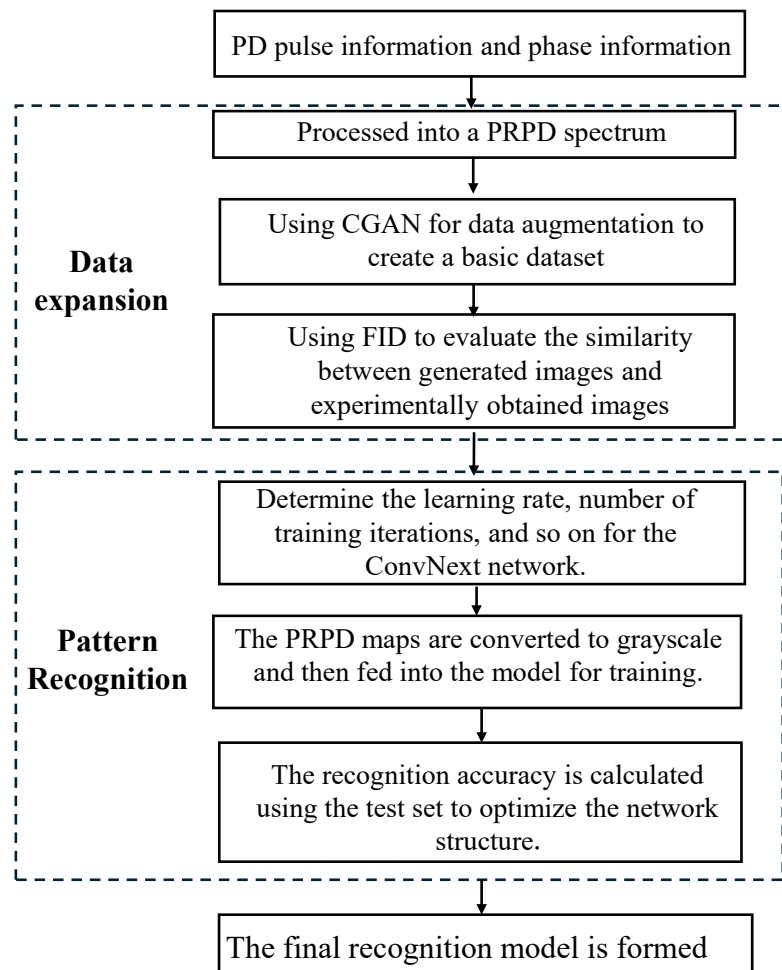 PD pulse information and phase information
Processed into a PRPD spectrum
Using CGAN for data augmentation to
create a basic dataset
Data
expansion
Using FID to evaluate the similarity
between generated images and
experimentally obtained images
Determine the learning rate, number of
training iterations, and so on for the
ConvNext network.
Pattern
Recognition
The PRPD maps are converted to grayscale
and then fed into the model for training.
The recognition accuracy is calculated
using the test set to optimize the network
structure.
The final recognition model is formed